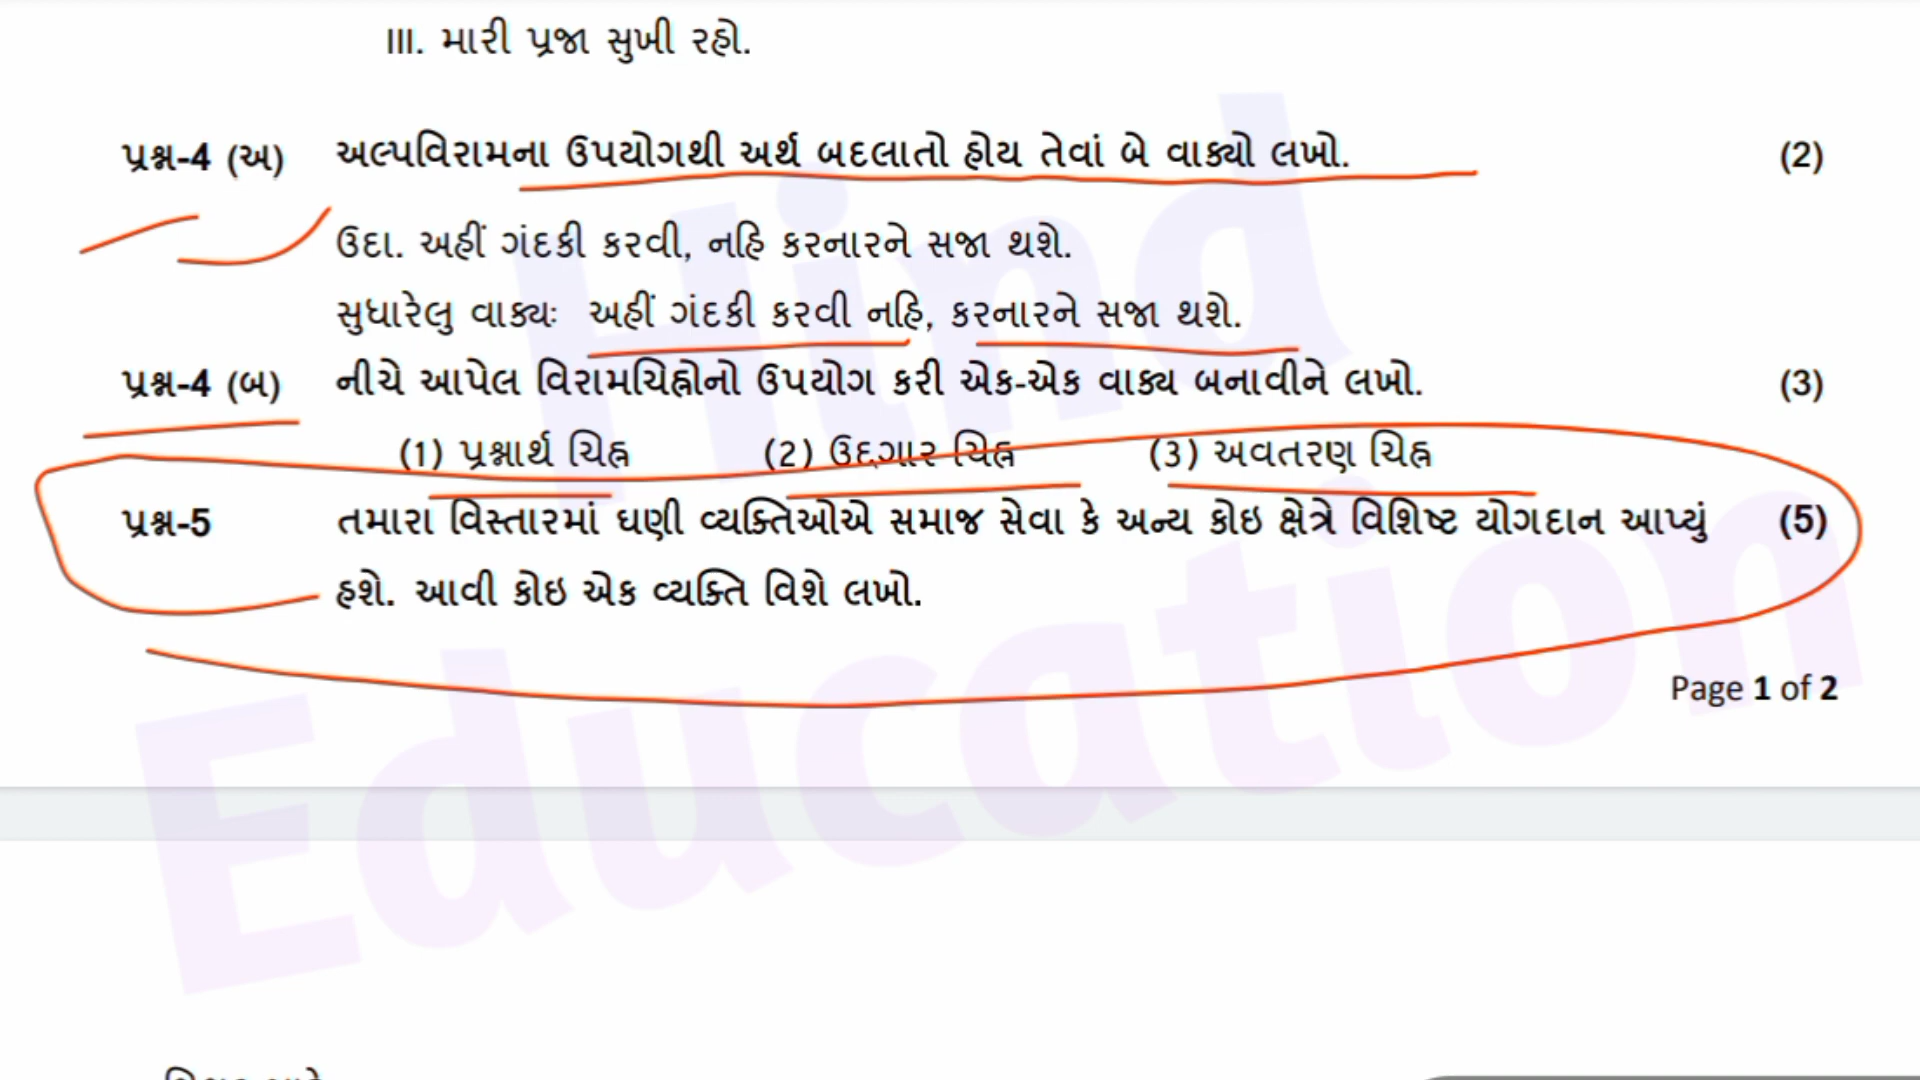 III. મારી પ્રજા સુખી રહો.
પ્રશ્ન-4 (અ) અલ્પવિરામના ઉપયોગથી અર્થ બદલાતો હોય તેવાં બે વાક્યો લખો. (2)
ઉદા. અહીં ગંદકી કરવી, નહિ કરનારને સજા થશે.
સુધારેલુ વાક્યઃ અહીં ગંદકી કરવી નહિ, કરનારને સજા થશે.
પ્રશ્ન-4 (બ) નીચે આપેલ વિરામચિહ્નોનો ઉપયોગ કરી એક-એક વાક્ય બનાવીને લખો. (3)
(1) પ્રશ્નાર્થ ચિહ્ન (2) ઉદ્દગાર ચિહ્ન (3) અવતરણ ચિહ્ન
પ્રશ્ન-5 તમારા વિસ્તારમાં ઘણી વ્યક્તિઓએ સમાજ સેવા કે અન્ય કોઇ ક્ષેત્રે વિશિષ્ટ યોગદાન આપ્યું (5)
હશે. આવી કોઇ એક વ્યક્તિ વિશે લખો.
Page 1 of 2
Hind
Education